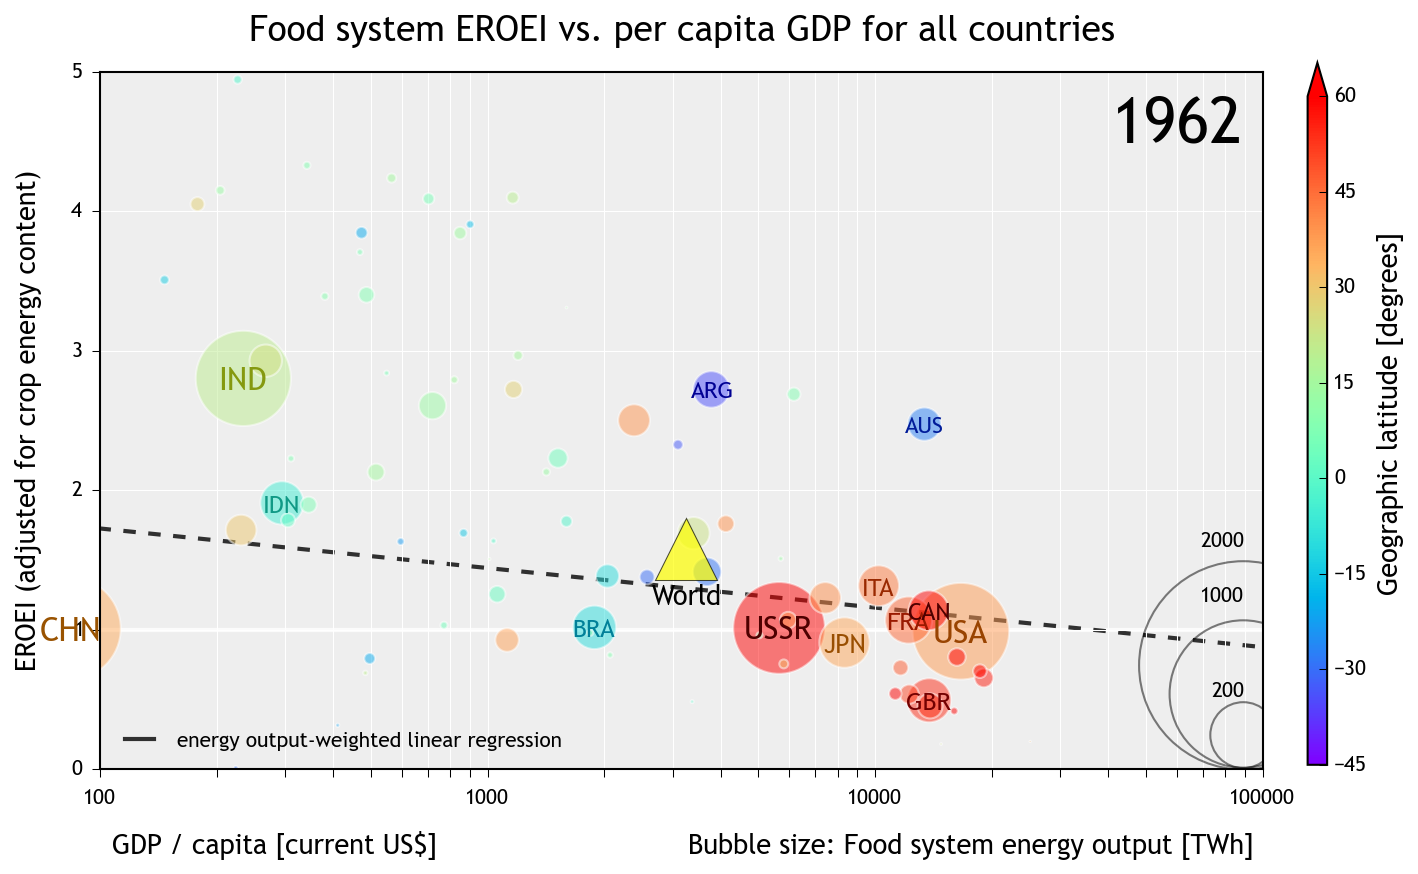 Food system EROEI vs. per capita GDP for all countries
1962
EROEI (adjusted for crop energy content)
5
4
3
2
1
0
IND
ARG
AUS
IDN
World
CHN
BRA
USSR
JPN
ITA
FRA
CAN
USA
GBR
2000
1000
200
energy output-weighted linear regression
100
1000
10000
100000
GDP / capita [current US$]
Bubble size: Food system energy output [TWh]
60
45
30
15
0
−15
−30
−45
Geographic latitude [degrees]